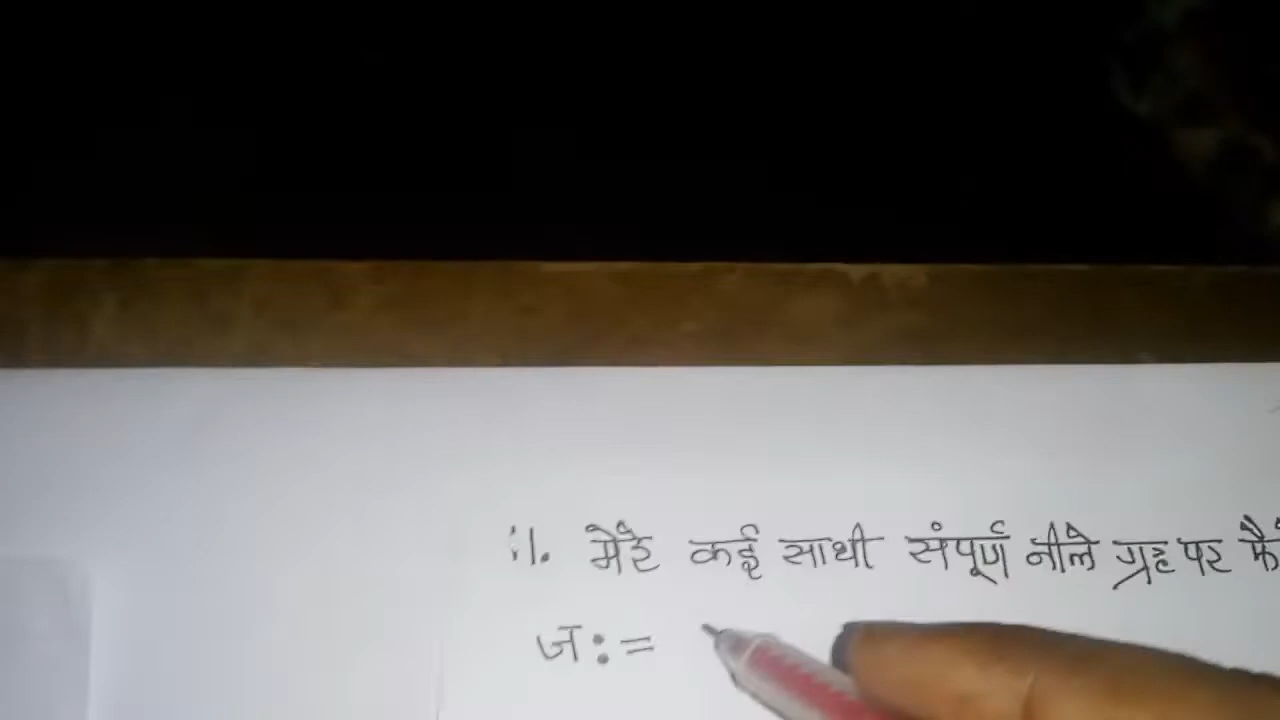 1. मेरे कई साथी संपूर्ण नीले ग्रह पर
ज :=